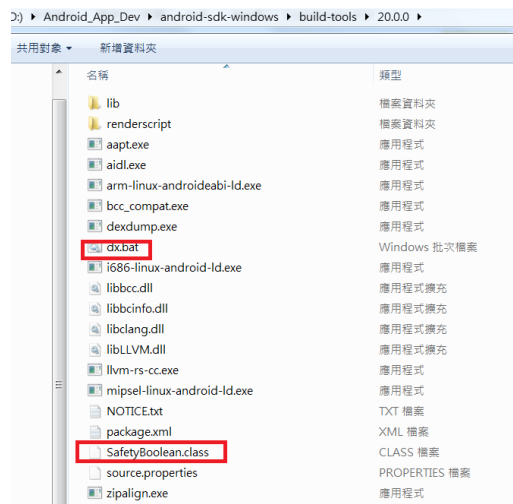 D:) ▸ Android_App_Dev ▸ android-sdk-windows ▸ build-tools ▸ 20.0.0 ▸
共用對象 新增資料夾
名稱 類型
lib 檔案資料夾
renderscript 檔案資料夾
aapt.exe 應用程式
aidl.exe 應用程式
arm-linux-androideabi-ld.exe 應用程式
bcc_compat.exe 應用程式
dexdump.exe 應用程式
dx.bat Windows 批次檔案
i686-linux-android-ld.exe 應用程式
libbcc.dll 應用程式擴充
libbcinfo.dll 應用程式擴充
libclang.dll 應用程式擴充
libLLVM.dll 應用程式擴充
llvm-rs-cc.exe 應用程式
mipsel-linux-android-ld.exe 應用程式
NOTICE.txt TXT 檔案
package.xml XML 檔案
SafetyBoolean.class CLASS 檔案
source.properties PROPERTIES 檔案
zipalign.exe 應用程式